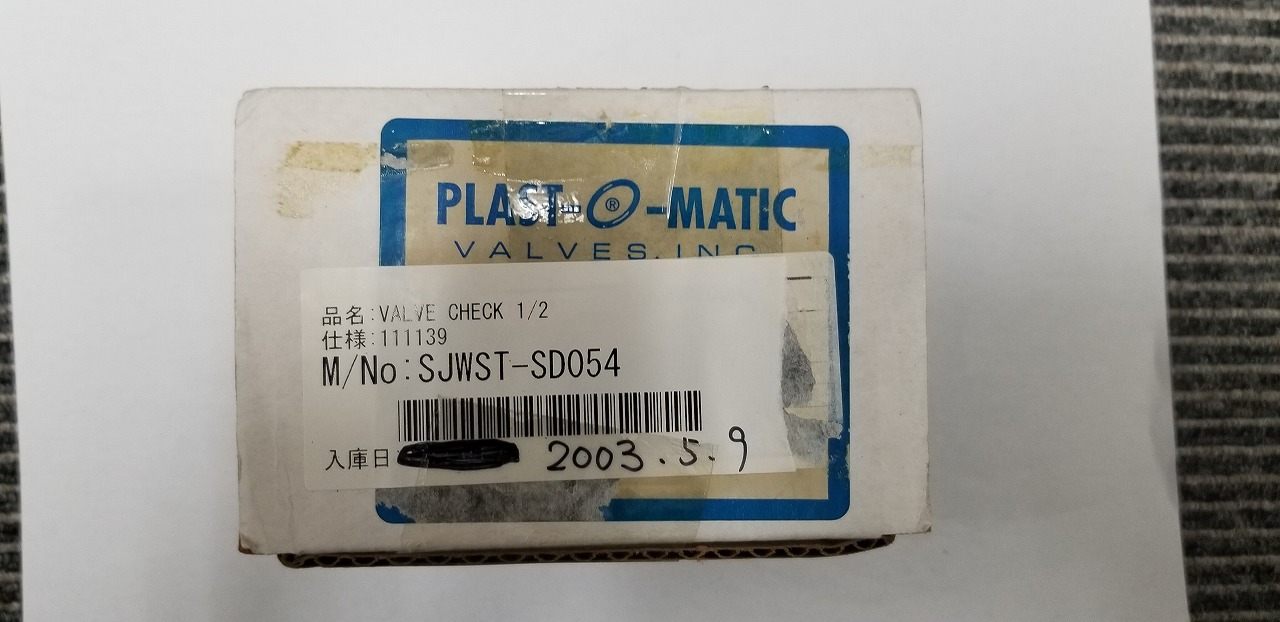 PLAST-O®-MATIC
VALVES, INC
品名:VALVE CHECK 1/2
仕様:111139
M/No:SJWST-SD054
入庫日 2003.5.9